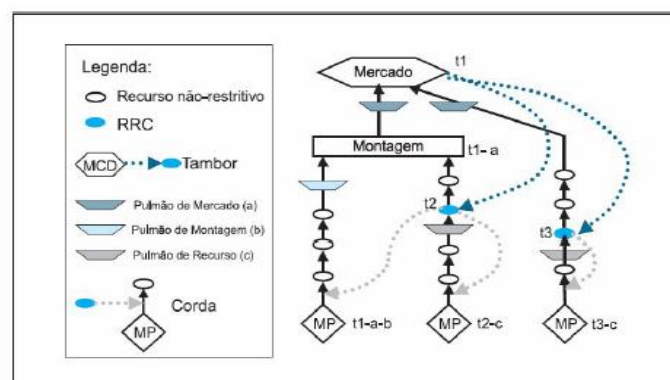 Legenda:
Recurso não-restritivo
RRC
MCD
Tambor
Pulmão de Mercado (a)
Pulmão de Montagem (b)
Pulmão de Recurso (c)
Corda
MP
Mercado
t1
Montagem
t1-a
t2
t3
MP
t1-a-b
MP
t2-c
MP
t3-c